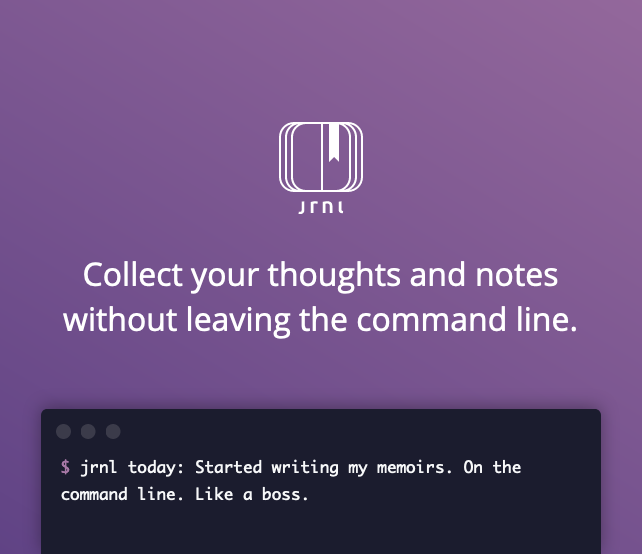 jrnl
Collect your thoughts and notes
without leaving the command line.
$ jrnl today: Started writing my memoirs. On the
command line. Like a boss.